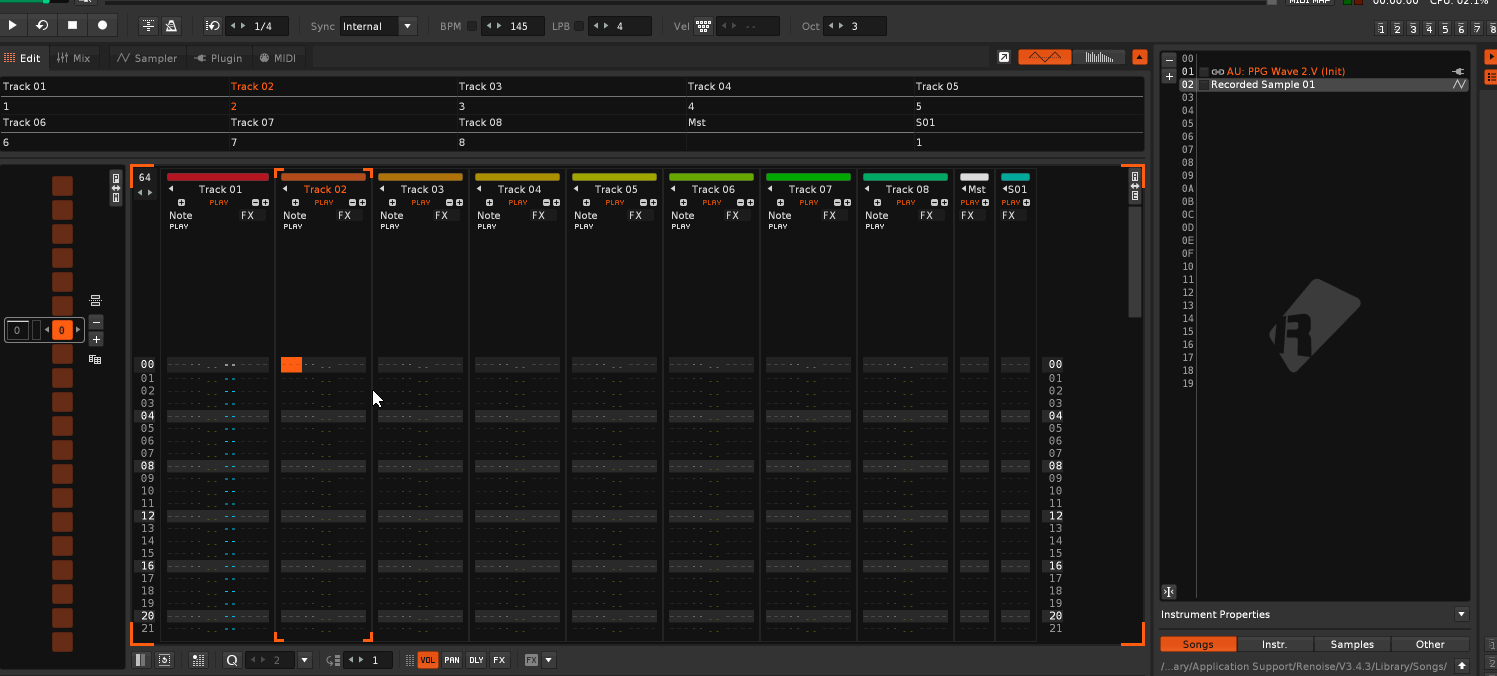 1/4 Sync Internal BPM 145 LPB 4 Vel -- Oct 3
1 2 3 4 5 6 7 8
Edit Mix Sampler Plugin MIDI
Track 01 Track 02 Track 03 Track 04 Track 05
1 2 3 4 5
Track 06 Track 07 Track 08 Mst S01
6 7 8 1
64
Track 01 Track 02 Track 03 Track 04 Track 05 Track 06 Track 07 Track 08 Mst S01
PLAY PLAY PLAY PLAY PLAY PLAY PLAY PLAY PLAY PLAY
Note FX Note FX Note FX Note FX Note FX Note FX Note FX Note FX FX FX
PLAY PLAY PLAY PLAY PLAY PLAY PLAY PLAY
0 0
00 00
01 01
02 02
03 03
04 04
05 05
06 06
07 07
08 08
09 09
10 10
11 11
12 12
13 13
14 14
15 15
16 16
17 17
18 18
19 19
20 20
21 21
2 1 VOL PAN DLY FX FX
00
01 AU: PPG Wave 2.V (Init)
02 Recorded Sample 01
03
04
05
06
07
08
09
0A
0B
0C
0D
0E
0F
10
11
12
13
14
15
16
17
18
19
Instrument Properties
Songs Instr. Samples Other
/...ary/Application Support/Renoise/V3.4.3/Library/Songs/